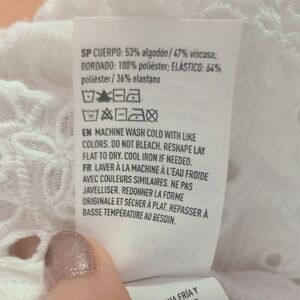 SP CUERPO: 53% algodón / 47% viscosa;
BORDADO: 100% poliéster; ELÁSTICO: 64%
poliéster / 36% elastano
EN MACHINE WASH COLD WITH LIKE
COLORS. DO NOT BLEACH. RESHAPE LAY
FLAT TO DRY. COOL IRON IF NEEDED.
FR LAVER À LA MACHINE À L'EAU FROIDE
AVEC COULEURS SIMILAIRES. NE PAS
JAVELLISER. REDONNER LA FORME
ORIGINALE ET SÉCHER À PLAT. REPASSER À
BASSE TEMPÉRATURE AU BESOIN.
FRÍA Y